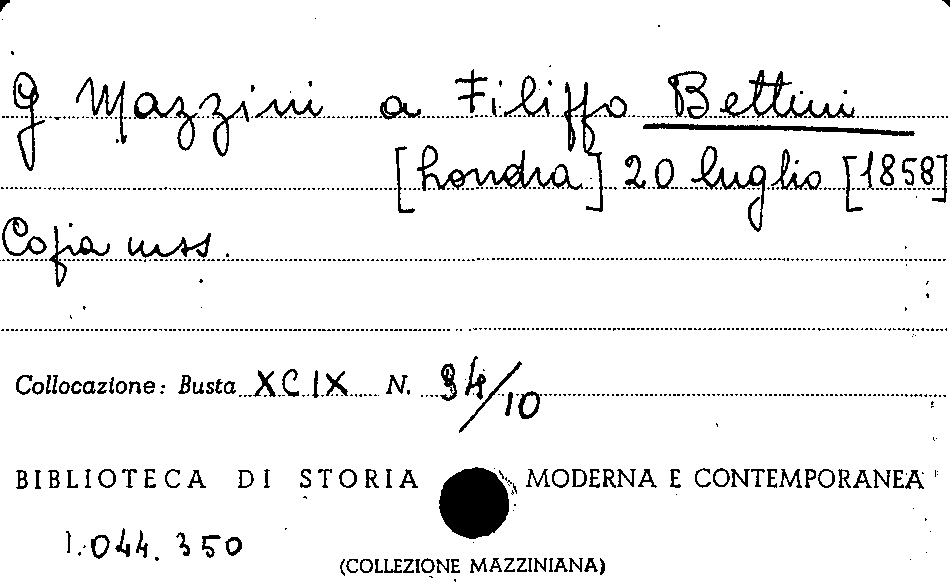 G. Mazzini a Filippo Bettini
[Londra] 20 luglio [1858]
Copia mss.
Collocazione: Busta XCIX N. 94/10
BIBLIOTECA DI STORIA MODERNA E CONTEMPORANEA
1.044.350
(COLLEZIONE MAZZINIANA)